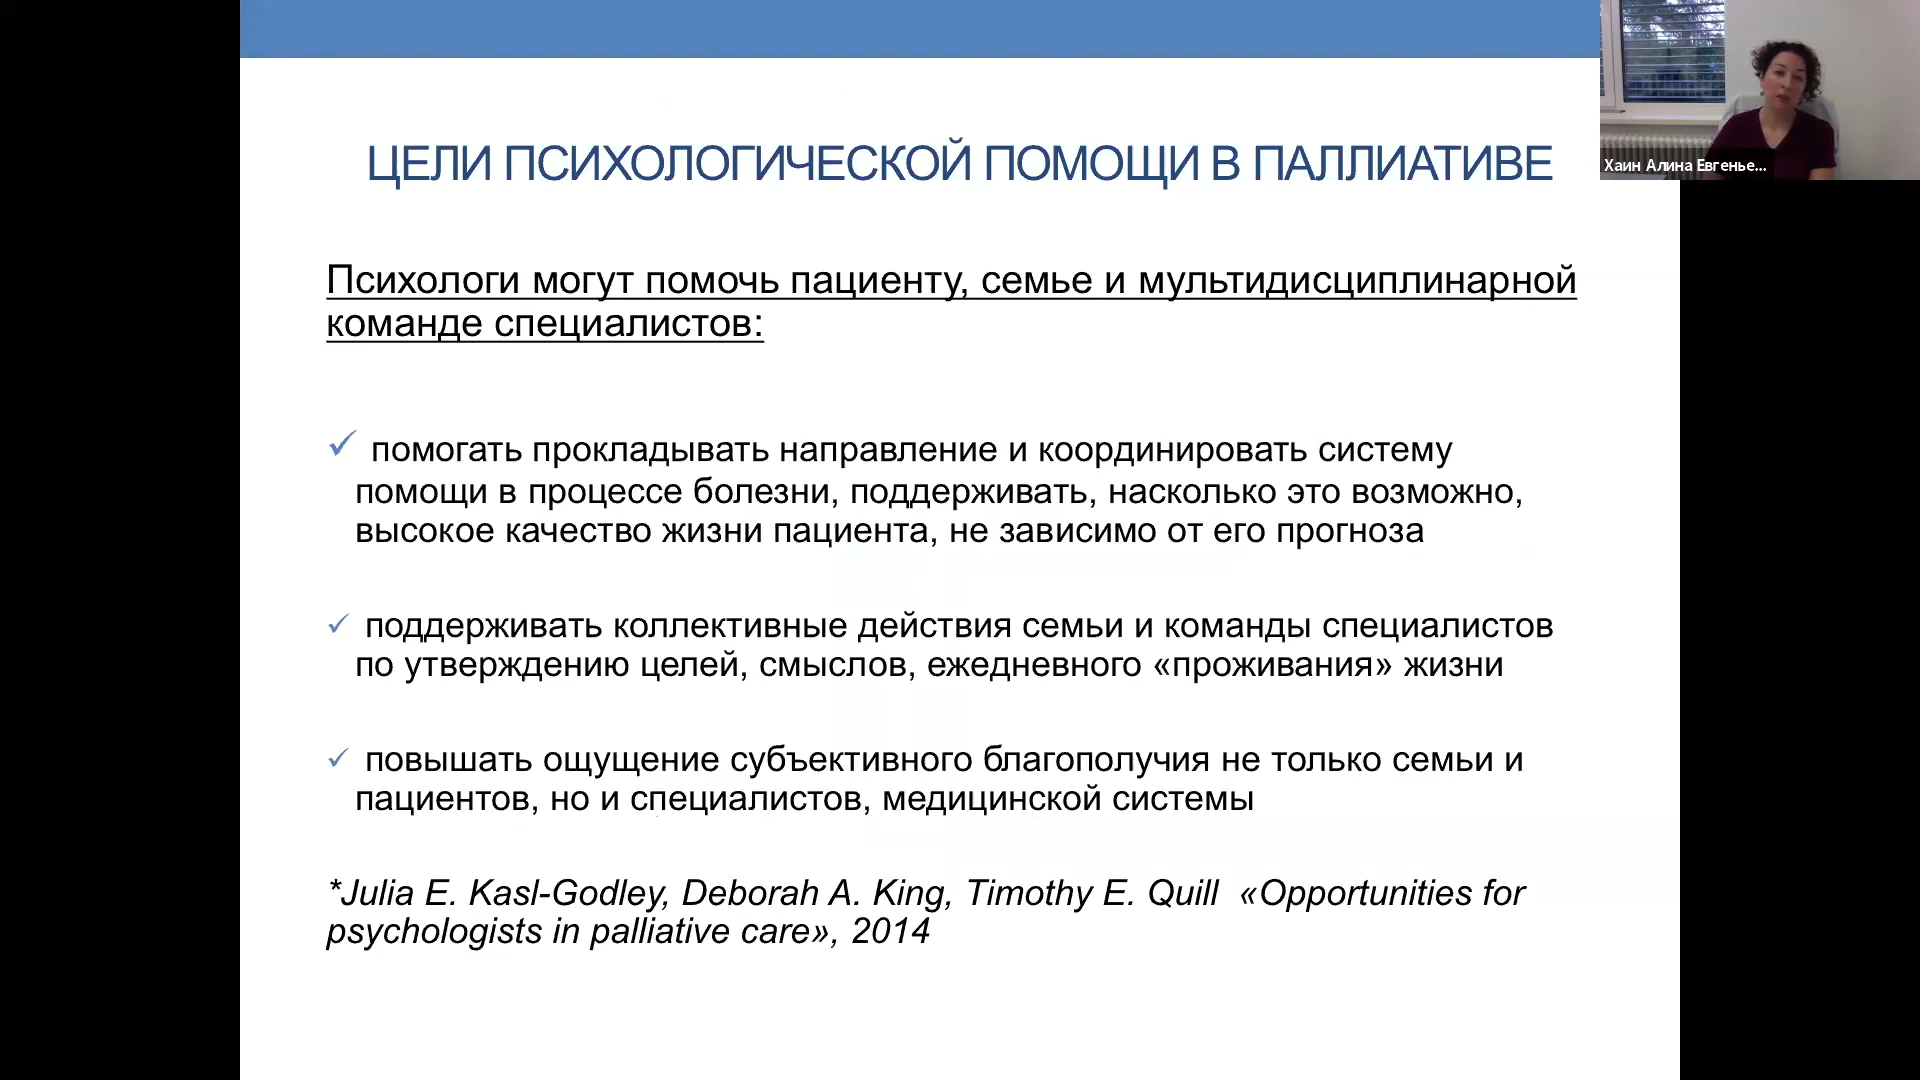 ЦЕЛИ ПСИХОЛОГИЧЕСКОЙ ПОМОЩИ В ПАЛЛИАТИВЕ
Хаин Алина Евгенье...
Психологи могут помочь пациенту, семье и мультидисциплинарной
команде специалистов:
✓ помогать прокладывать направление и координировать систему
помощи в процессе болезни, поддерживать, насколько это возможно,
высокое качество жизни пациента, не зависимо от его прогноза
✓ поддерживать коллективные действия семьи и команды специалистов
по утверждению целей, смыслов, ежедневного «проживания» жизни
✓ повышать ощущение субъективного благополучия не только семьи и
пациентов, но и специалистов, медицинской системы
*Julia E. Kasl-Godley, Deborah A. King, Timothy E. Quill «Opportunities for
psychologists in palliative care», 2014